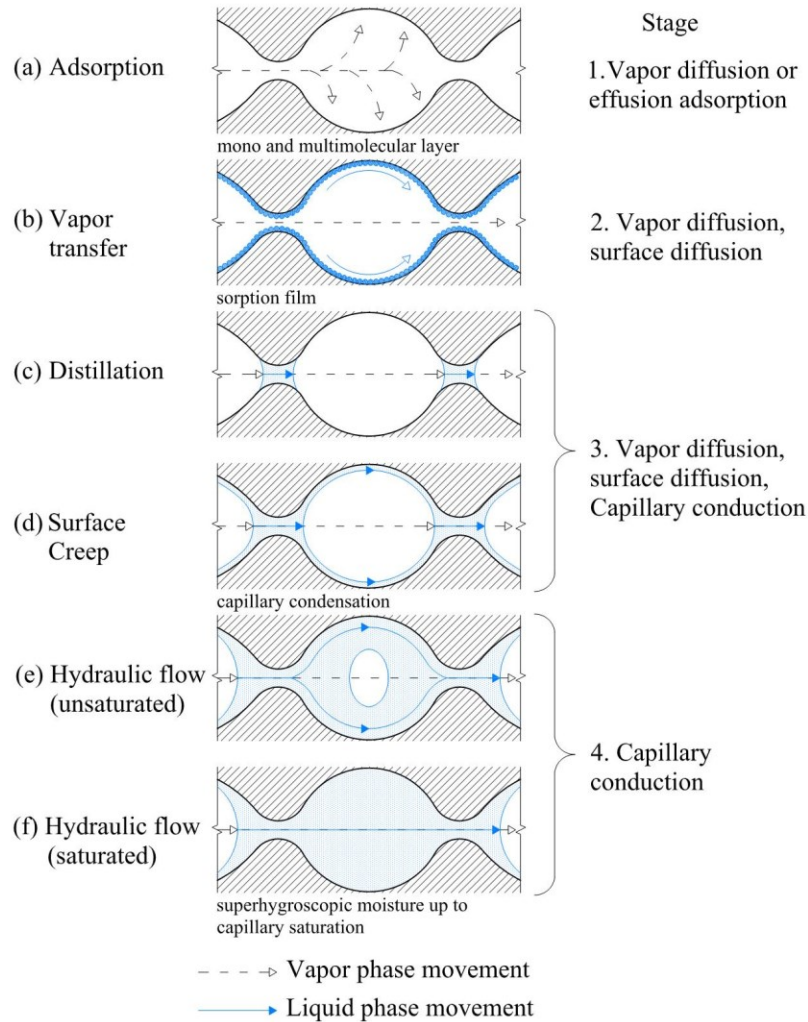 Stage
(a) Adsorption
1.Vapor diffusion or
effusion adsorption
mono and multimolecular layer
(b) Vapor
transfer
2. Vapor diffusion,
surface diffusion
sorption film
(c) Distillation
3. Vapor diffusion,
surface diffusion,
Capillary conduction
(d) Surface
Creep
capillary condensation
(e) Hydraulic flow
(unsaturated)
4. Capillary
conduction
(f) Hydraulic flow
(saturated)
superhygroscopic moisture up to
capillary saturation
Vapor phase movement
Liquid phase movement